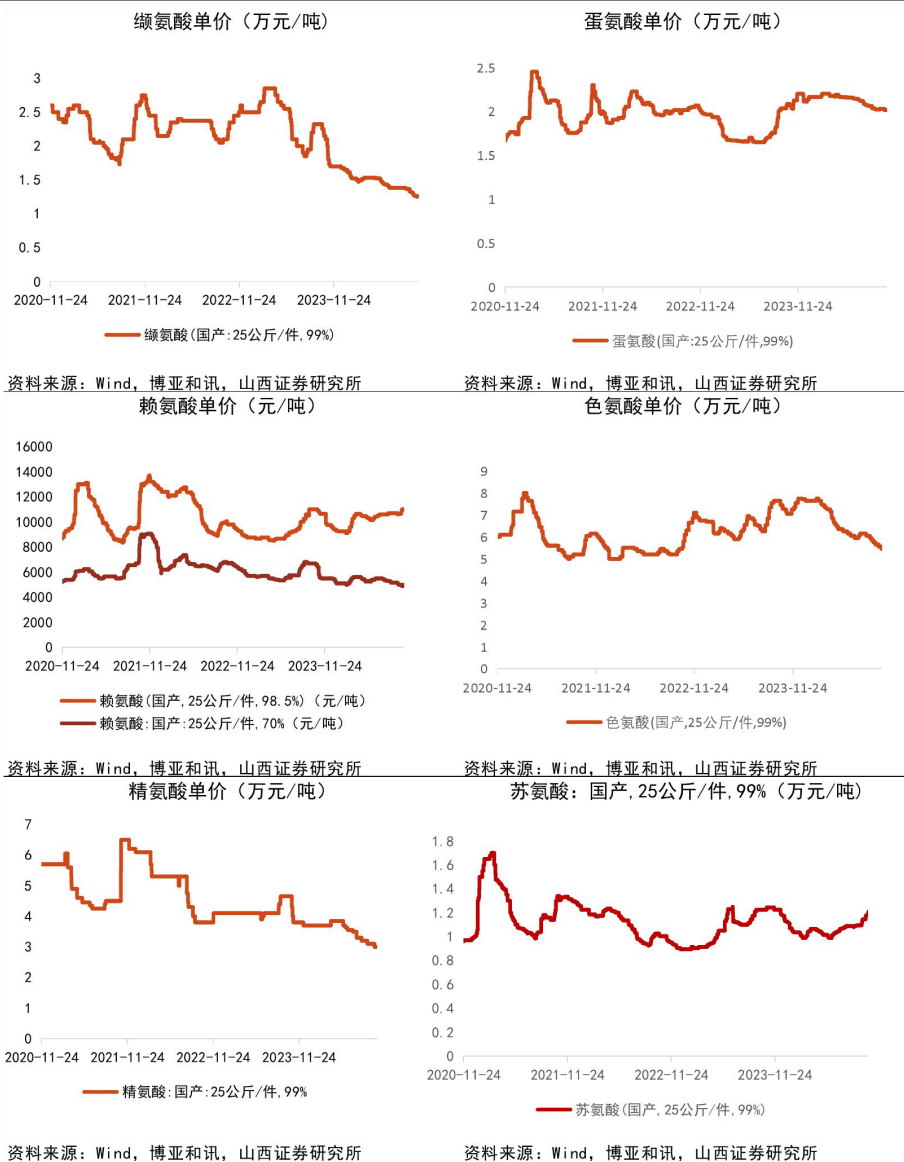 缬氨酸单价（万元/吨）
3
2.5
2
1.5
1
0.5
0
2020-11-24 2021-11-24 2022-11-24 2023-11-24
缬氨酸(国产:25公斤/件,99%)
资料来源：Wind，博亚和讯，山西证券研究所
蛋氨酸单价（万元/吨）
2.5
2
1.5
1
0.5
0
2020-11-24 2021-11-24 2022-11-24 2023-11-24
蛋氨酸(国产:25公斤/件,99%)
资料来源：Wind，博亚和讯，山西证券研究所
赖氨酸单价（元/吨）
16000
14000
12000
10000
8000
6000
4000
2000
0
2020-11-24 2021-11-24 2022-11-24 2023-11-24
赖氨酸(国产,25公斤/件,98.5%)（元/吨）
赖氨酸:国产:25公斤/件,70%（元/吨）
资料来源：Wind，博亚和讯，山西证券研究所
色氨酸单价（万元/吨）
9
8
7
6
5
4
3
2
1
0
2020-11-24 2021-11-24 2022-11-24 2023-11-24
色氨酸(国产,25公斤/件,99%)
资料来源：Wind，博亚和讯，山西证券研究所
精氨酸单价（万元/吨）
7
6
5
4
3
2
1
0
2020-11-24 2021-11-24 2022-11-24 2023-11-24
精氨酸:国产:25公斤/件,99%
资料来源：Wind，博亚和讯，山西证券研究所
苏氨酸：国产,25公斤/件,99%（万元/吨）
1.8
1.6
1.4
1.2
1
0.8
0.6
0.4
0.2
0
2020-11-24 2021-11-24 2022-11-24 2023-11-24
苏氨酸(国产,25公斤/件,99%)
资料来源：Wind，博亚和讯，山西证券研究所